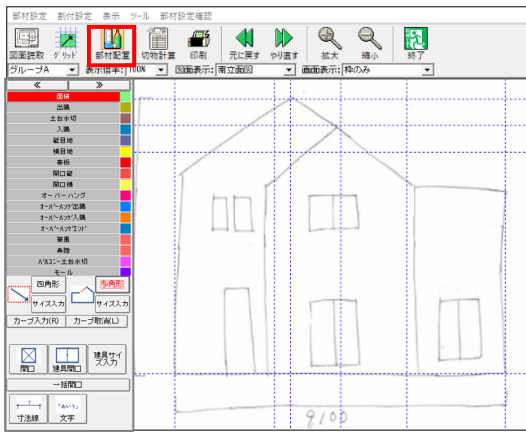 部材設定 割付設定 表示 ツール 部材設定確認
図面読取 グリッド 部材配置 切物計算 印刷 元に戻す やり直す 拡大 縮小 終了
グループA 表示倍率: 100% 図面表示: 南立面図 画面表示: 枠のみ
« »
面積
出隅
土台水切
入隅
縦目地
横目地
幕板
開口縦
開口横
オーバーハング
オーバーハング出隅
オーバーハング入隅
オーバーハングエンド
破風
鼻隠
バルコニー土台水切
モール
四角形 多角形
サイズ入力 サイズ入力
カーブ入力(R) カーブ取消(L)
開口 建具開口 建具サイズ入力
一括開口
寸法線 「あいう」 文字
9100